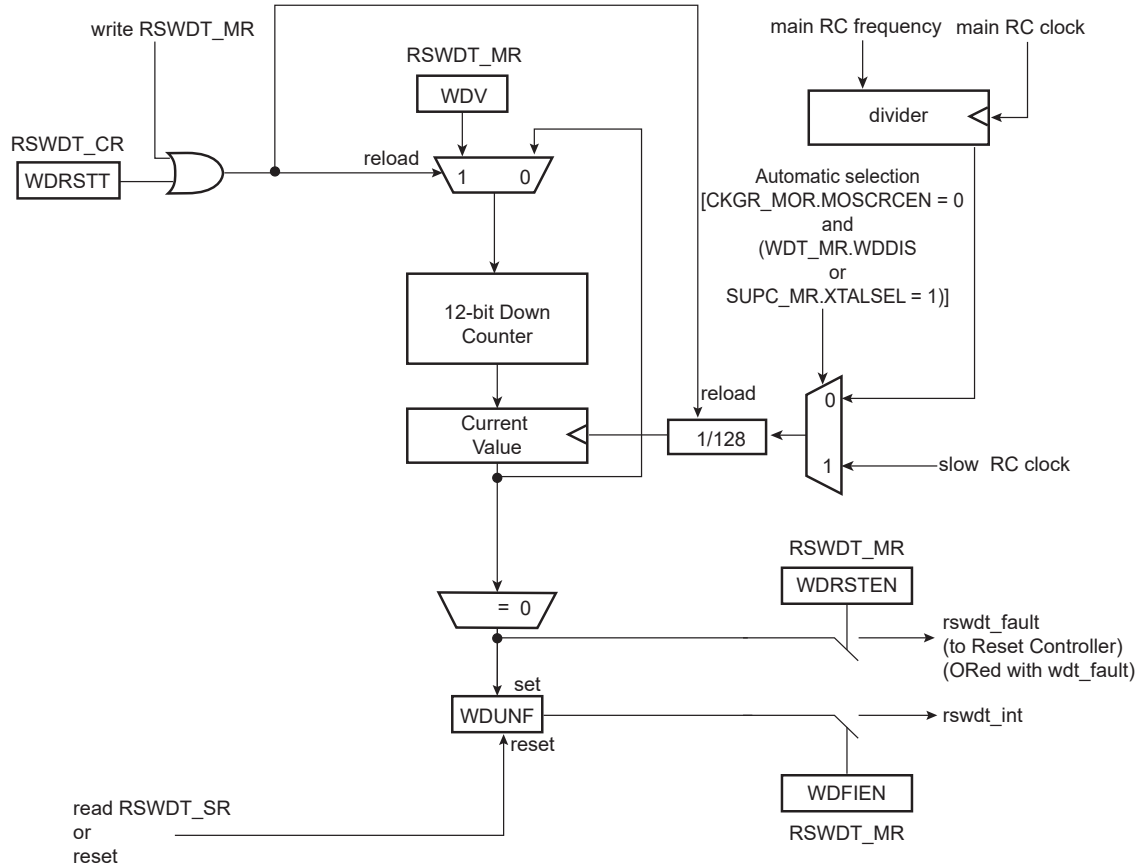 write RSWDT_MR
main RC frequency
main RC clock
RSWDT_MR
WDV
divider
RSWDT_CR
WDRSTT
reload
1 0
Automatic selection
[CKGR_MOR.MOSCRCEN = 0
and
(WDT_MR.WDDIS
or
SUPC_MR.XTALSEL = 1)]
12-bit Down
Counter
reload
0
Current
Value
1/128
1
slow RC clock
RSWDT_MR
WDRSTEN
= 0
rswdt_fault
(to Reset Controller)
(ORed with wdt_fault)
set
WDUNF
rswdt_int
reset
WDFIEN
RSWDT_MR
read RSWDT_SR
or
reset